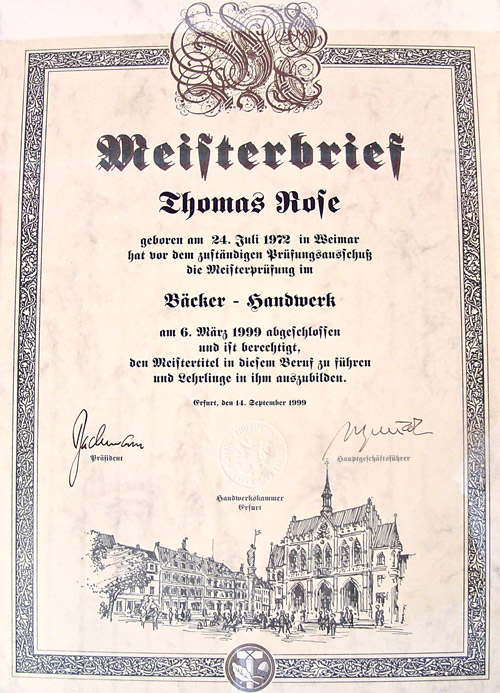 Meisterbrief
Thomas Rose
geboren am 24. Juli 1972 in Weimar
hat vor dem zuständigen Prüfungsausschuß
die Meisterprüfung im
Bäcker - Handwerk
am 6. März 1999 abgeschlossen
und ist berechtigt,
den Meistertitel in diesem Beruf zu führen
und Lehrlinge in ihm auszubilden.
Erfurt, den 14. September 1999
Präsident
Hauptgeschäftsführer
Handwerkskammer
Erfurt